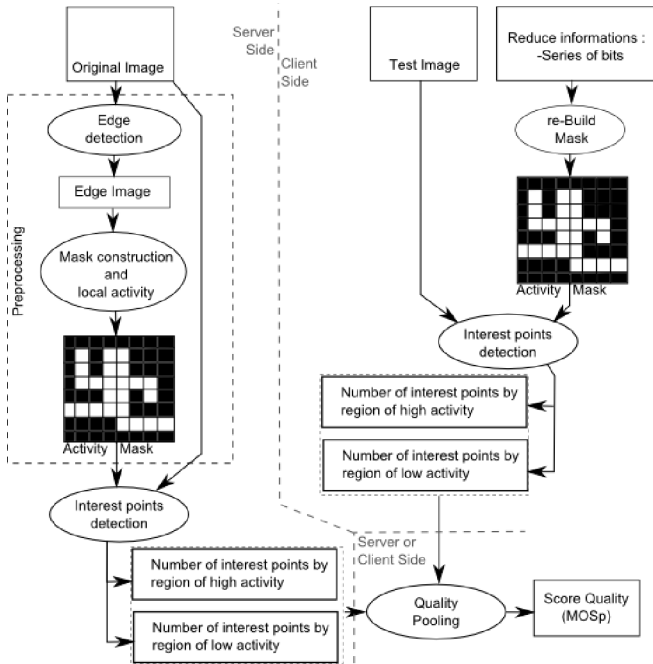 Original Image
Server
Side
Client
Side
Test Image
Reduce informations :
-Series of bits
Preprocessing
Edge
detection
Edge Image
Mask construction
and
local activity
Activity Mask
Interest points
detection
Number of interest points by
region of high activity
Number of interest points by
region of low activity
re-Build
Mask
Activity Mask
Interest points
detection
Number of interest points by
region of high activity
Number of interest points by
region of low activity
Server or
Client Side
Quality
Pooling
Score Quality
(MOSp)